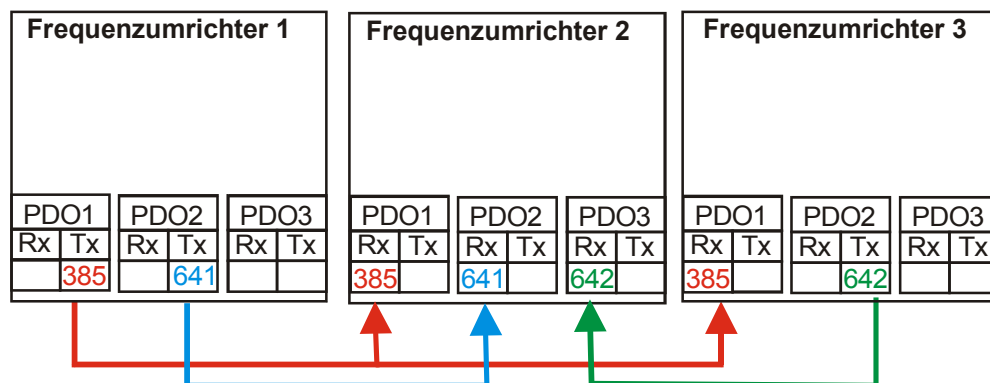 Frequenzumrichter 1
PDO1 PDO2 PDO3
Rx Tx Rx Tx Rx Tx
385 641
Frequenzumrichter 2
PDO1 PDO2 PDO3
Rx Tx Rx Tx Rx Tx
385 641 642
Frequenzumrichter 3
PDO1 PDO2 PDO3
Rx Tx Rx Tx Rx Tx
385 642